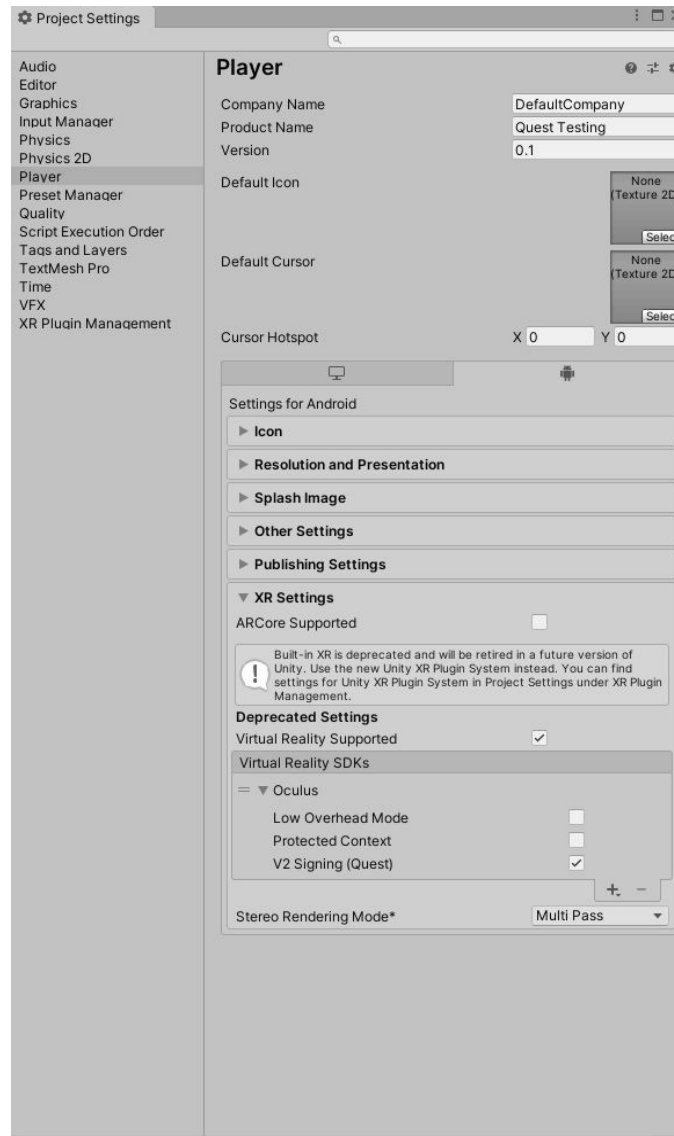 Project Settings
Audio
Editor
Graphics
Input Manager
Physics
Physics 2D
Player
Preset Manager
Quality
Script Execution Order
Tags and Layers
TextMesh Pro
Time
VFX
XR Plugin Management
Player
Company Name DefaultCompany
Product Name Quest Testing
Version 0.1
Default Icon
None
(Texture 2D
Selec
Default Cursor
None
(Texture 2D
Selec
Cursor Hotspot X 0 Y 0
Settings for Android
Icon
Resolution and Presentation
Splash Image
Other Settings
Publishing Settings
XR Settings
ARCore Supported
Built-in XR is deprecated and will be retired in a future version of
Unity. Use the new Unity XR Plugin System instead. You can find
settings for Unity XR Plugin System in Project Settings under XR Plugin
Management.
Deprecated Settings
Virtual Reality Supported
Virtual Reality SDKs
Oculus
Low Overhead Mode
Protected Context
V2 Signing (Quest)
Stereo Rendering Mode* Multi Pass